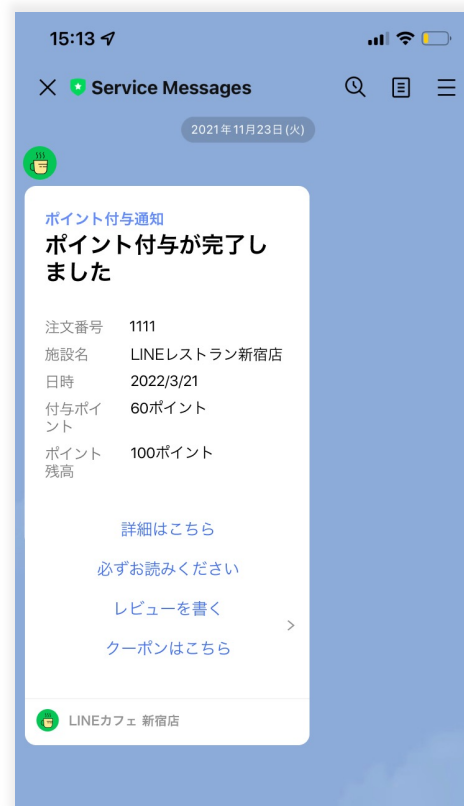 15:13
Service Messages
2021年11月23日(火)
ポイント付与通知
ポイント付与が完了し
ました
注文番号 1111
施設名 LINEレストラン新宿店
日時 2022/3/21
付与ポイ 60ポイント
ント
ポイント 100ポイント
残高
詳細はこちら
必ずお読みください
レビューを書く
クーポンはこちら
LINEカフェ 新宿店